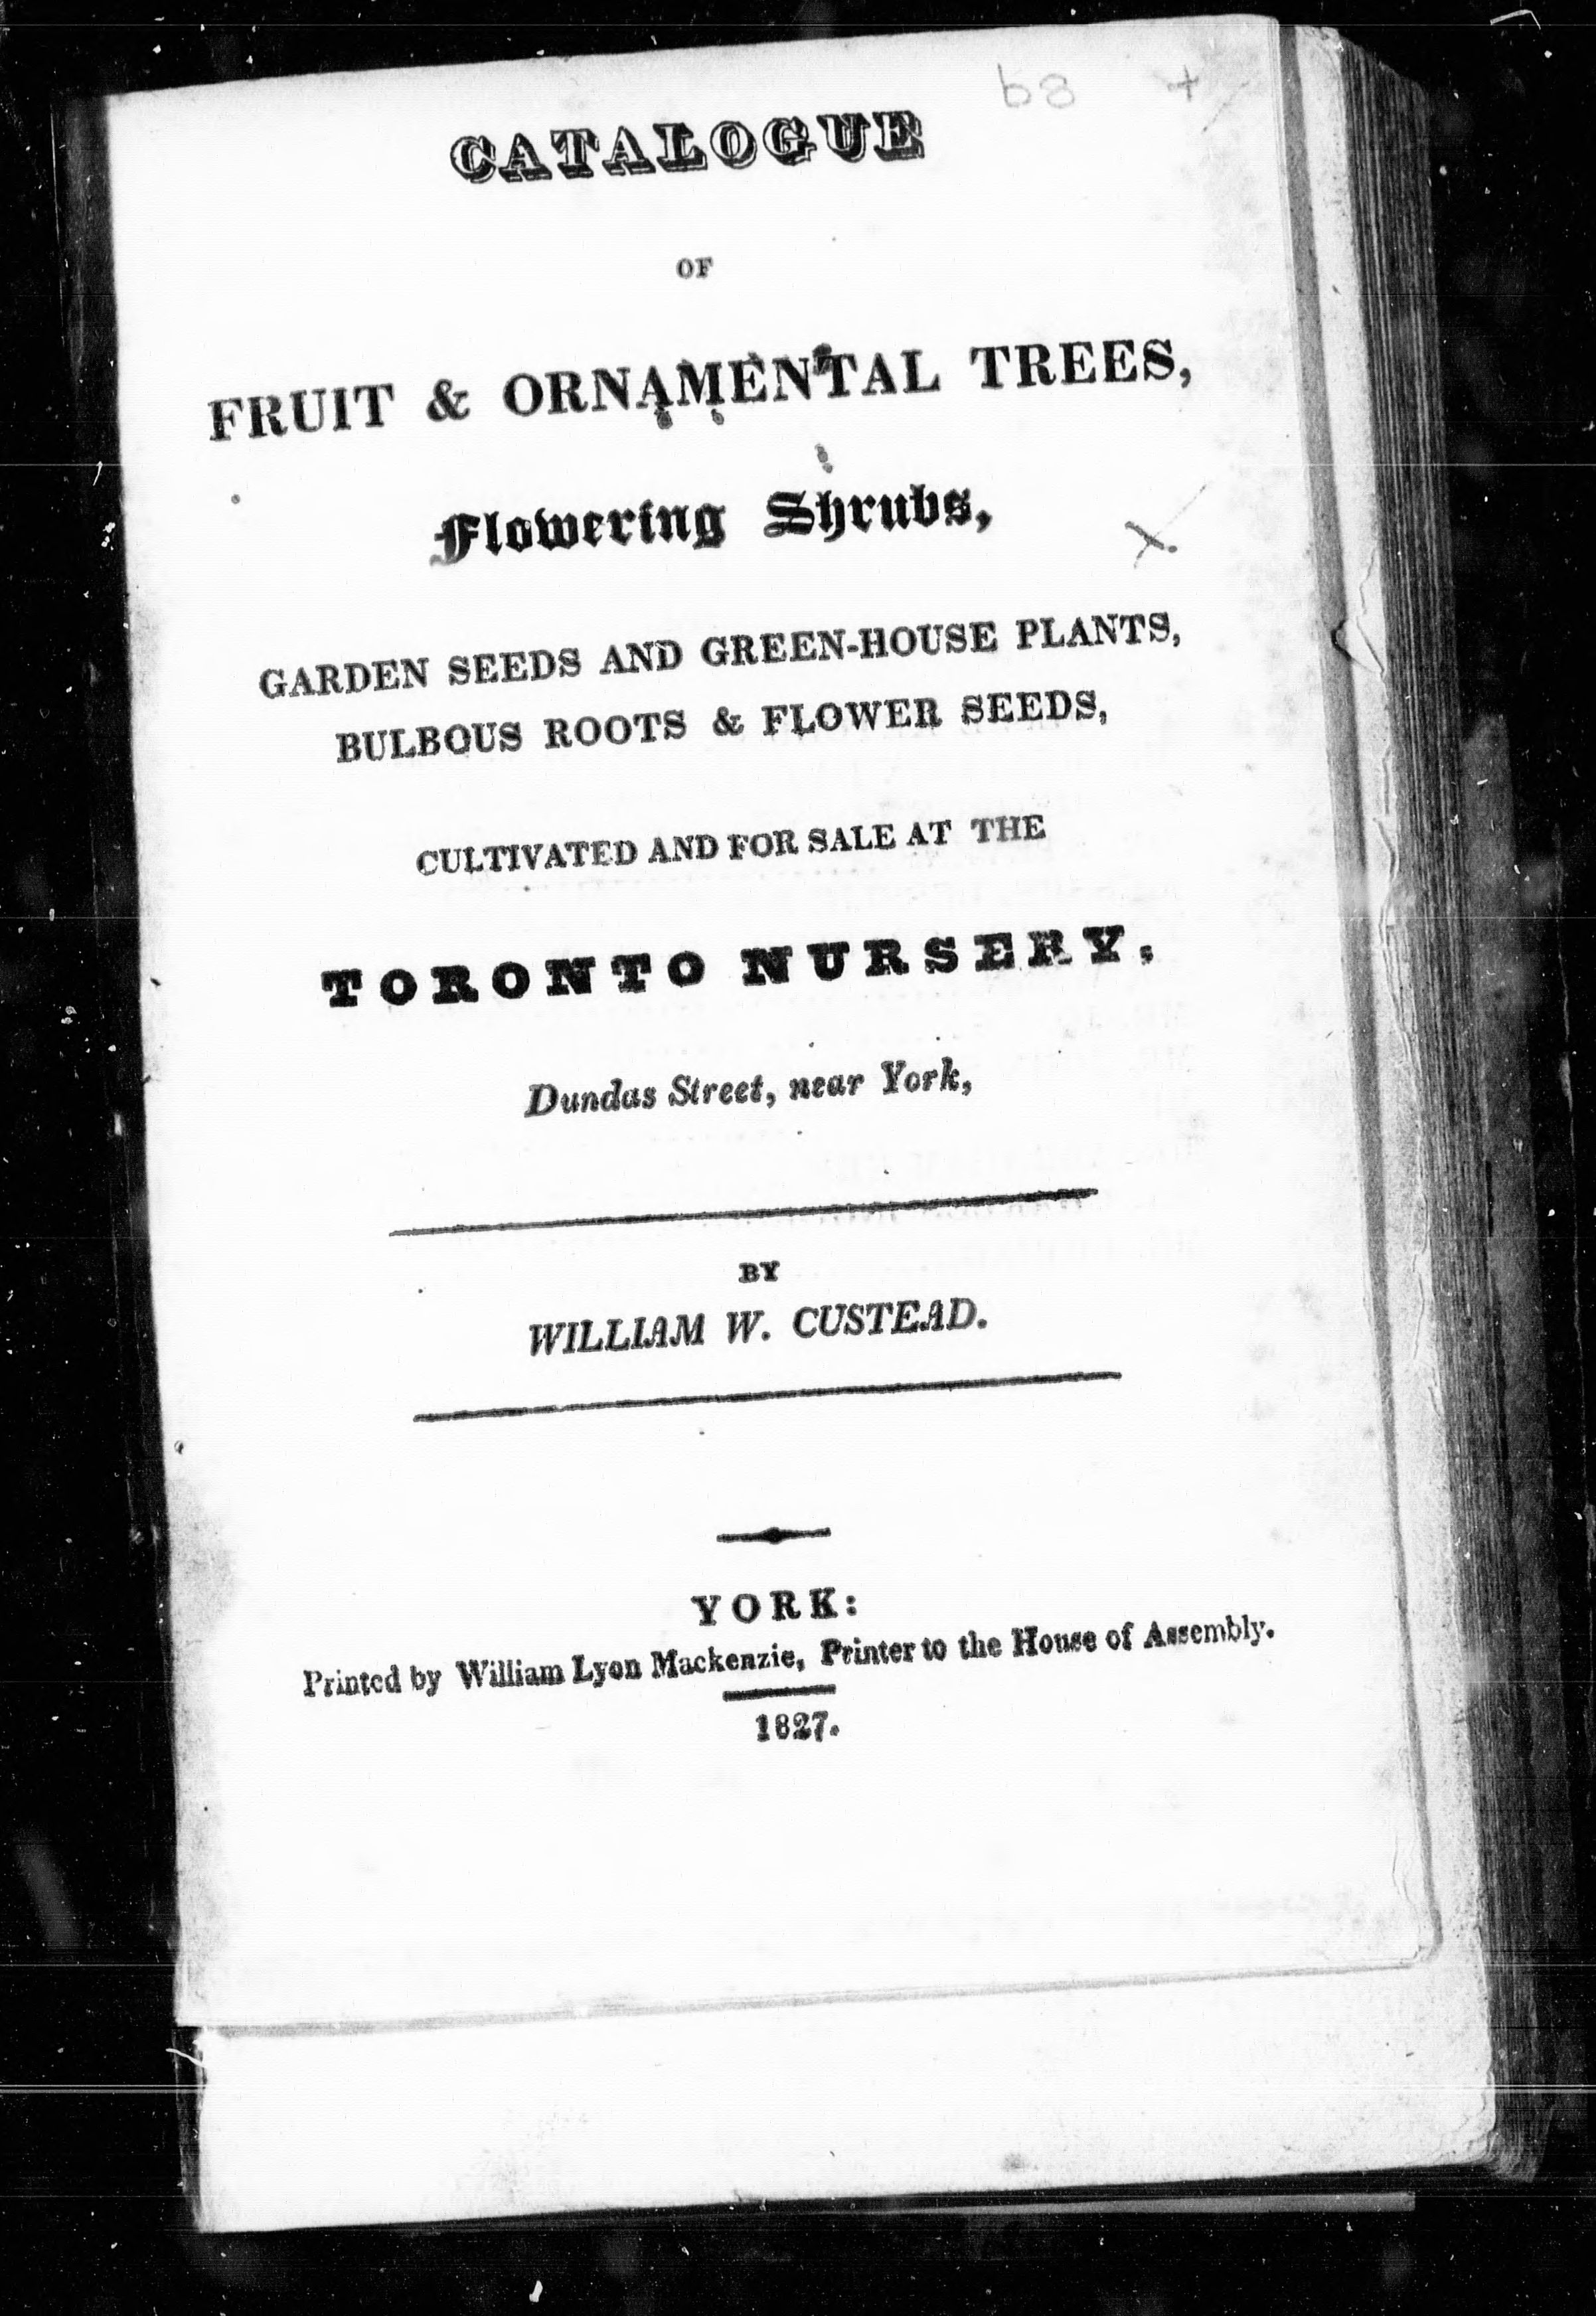 CATALOGUE
OF
FRUIT & ORNAMENTAL TREES,
Flowering Shrubs,
GARDEN SEEDS AND GREEN-HOUSE PLANTS,
BULBOUS ROOTS & FLOWER SEEDS,
CULTIVATED AND FOR SALE AT THE
TORONTO NURSERY,
Dundas Street, near York,
BY
WILLIAM W. CUSTEAD.
YORK:
Printed by William Lyon Mackenzie, Printer to the House of Assembly.
1827.